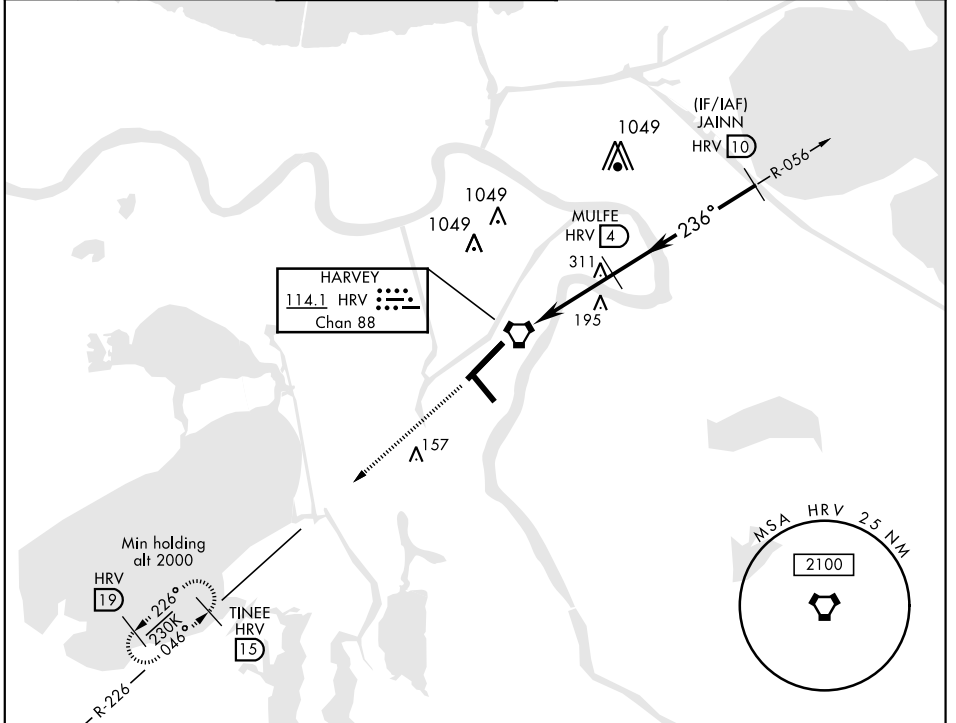 (IF/IAF)
JAINN
HRV 10
R-056
1049
1049
1049
MULFE
HRV 4
236°
311
195
HARVEY
114.1 HRV
Chan 88
157
MSA HRV 25 NM
2100
Min holding
alt 2000
HRV
19
226°
230K
046°
TINEE
HRV
15
R-226